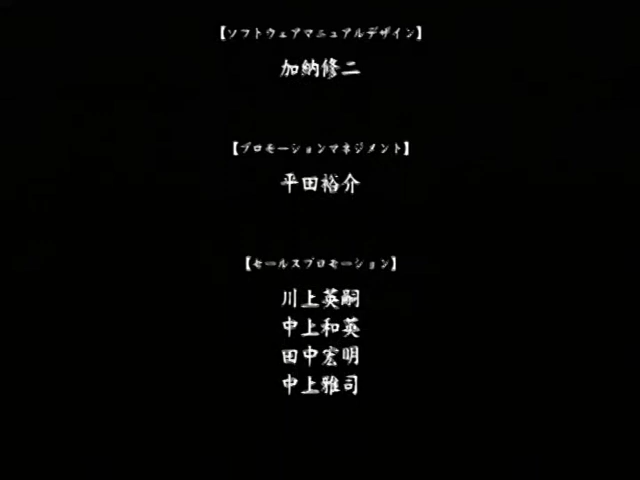 【ソフトウェアマニュアルデザイン】
加納修二
【プロモーションマネジメント】
平田裕介
【セールスプロモーション】
川上英嗣
中上和英
田中宏明
中上雅司